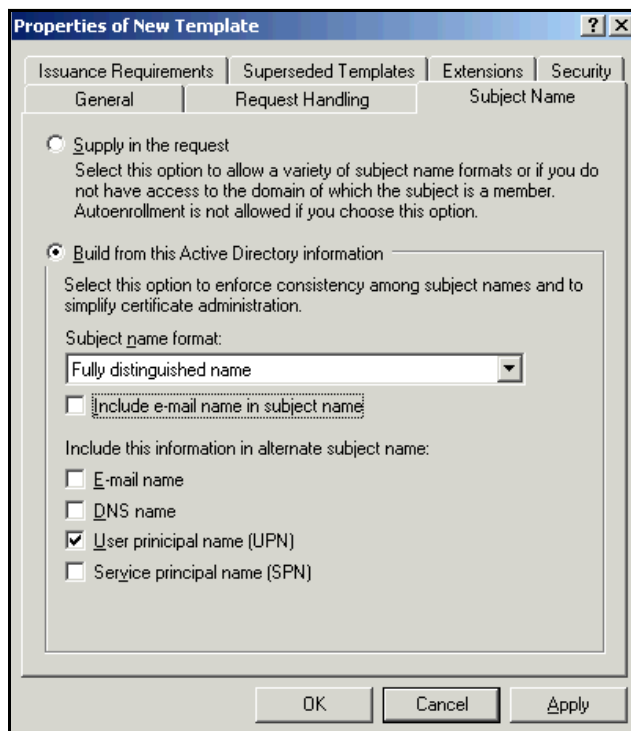 Properties of New Template
Issuance Requirements
Superseded Templates
Extensions
Security
General
Request Handling
Subject Name
Supply in the request
Select this option to allow a variety of subject name formats or if you do
not have access to the domain of which the subject is a member.
Autoenrollment is not allowed if you choose this option.
Build from this Active Directory information
Select this option to enforce consistency among subject names and to
simplify certificate administration.
Subject name format:
Fully distinguished name
Include e-mail name in subject name
Include this information in alternate subject name:
E-mail name
DNS name
User prinicipal name (UPN)
Service principal name (SPN)
OK
Cancel
Apply